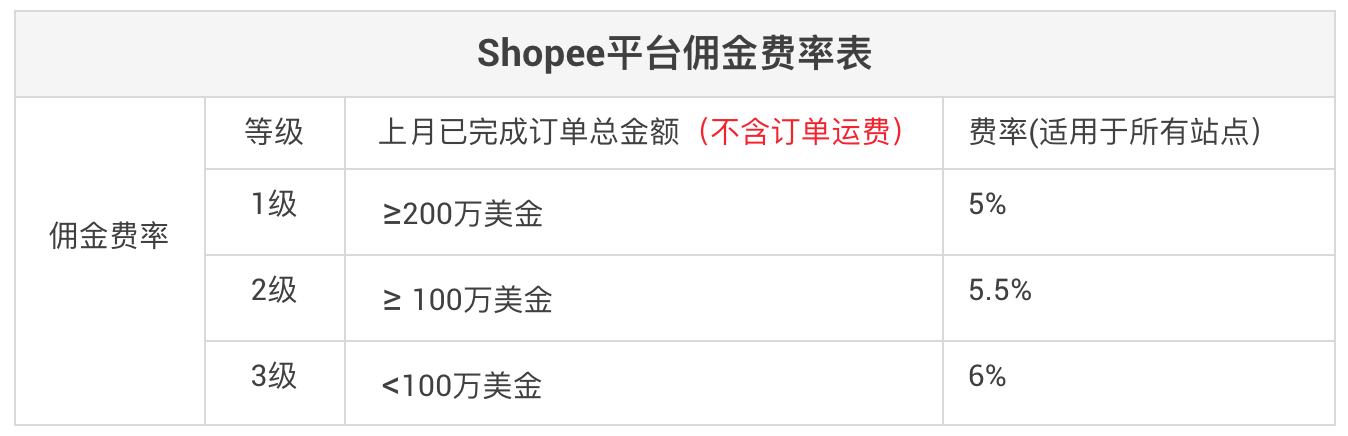 Shopee平台佣金费率表
等级 上月已完成订单总金额（不含订单运费） 费率(适用于所有站点）
1级 ≥200万美金 5%
佣金费率
2级 ≥ 100万美金 5.5%
3级 <100万美金 6%